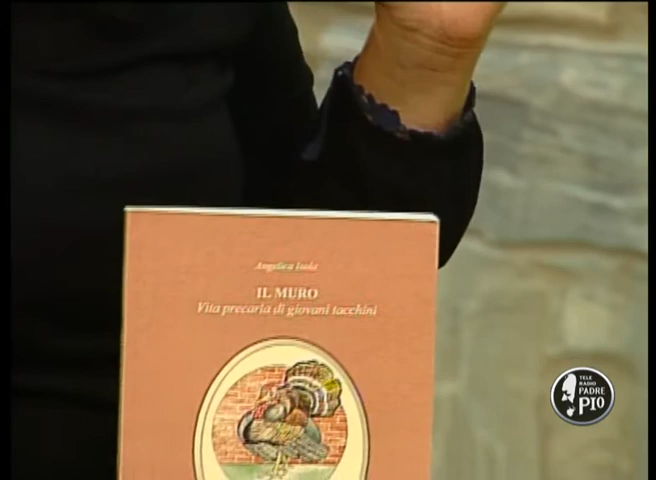 Angelica Isola
IL MURO
Vita precaria di giovani tacchini
TELE
RADIO
PADRE
PIO